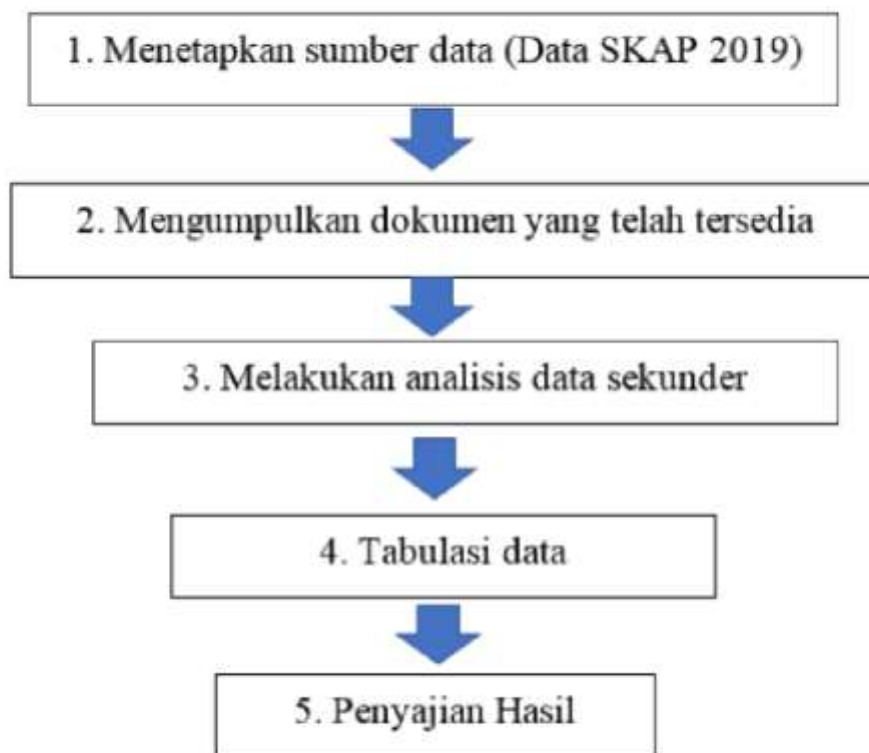 1. Menetapkan sumber data (Data SKAP 2019)
2. Mengumpulkan dokumen yang telah tersedia
3. Melakukan analisis data sekunder
4. Tabulasi data
5. Penyajian Hasil